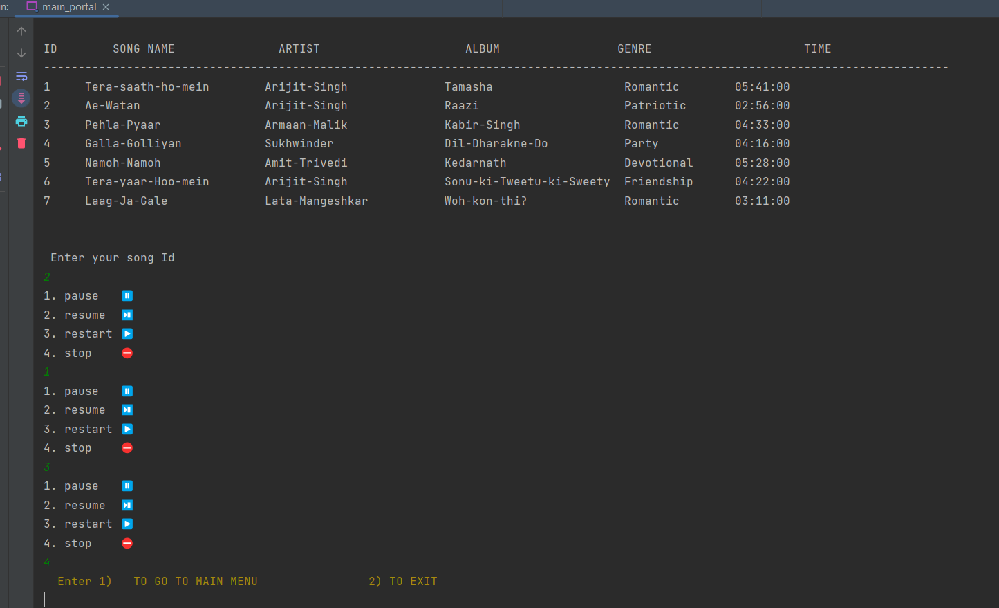 n: main_portal ×
ID SONG NAME ARTIST ALBUM GENRE TIME
-----------------------------------------------------------------------------------------------------------------------------------
1 Tera-saath-ho-mein Arijit-Singh Tamasha Romantic 05:41:00
2 Ae-Watan Arijit-Singh Raazi Patriotic 02:56:00
3 Pehla-Pyaar Armaan-Malik Kabir-Singh Romantic 04:33:00
4 Galla-Golliyan Sukhwinder Dil-Dharakne-Do Party 04:16:00
5 Namoh-Namoh Amit-Trivedi Kedarnath Devotional 05:28:00
6 Tera-yaar-Hoo-mein Arijit-Singh Sonu-ki-Tweetu-ki-Sweety Friendship 04:22:00
7 Laag-Ja-Gale Lata-Mangeshkar Woh-kon-thi? Romantic 03:11:00
Enter your song Id
2
1. pause ⏸
2. resume ⏯
3. restart ▶
4. stop ⛔
1
1. pause ⏸
2. resume ⏯
3. restart ▶
4. stop ⛔
3
1. pause ⏸
2. resume ⏯
3. restart ▶
4. stop ⛔
4
Enter 1) TO GO TO MAIN MENU 2) TO EXIT